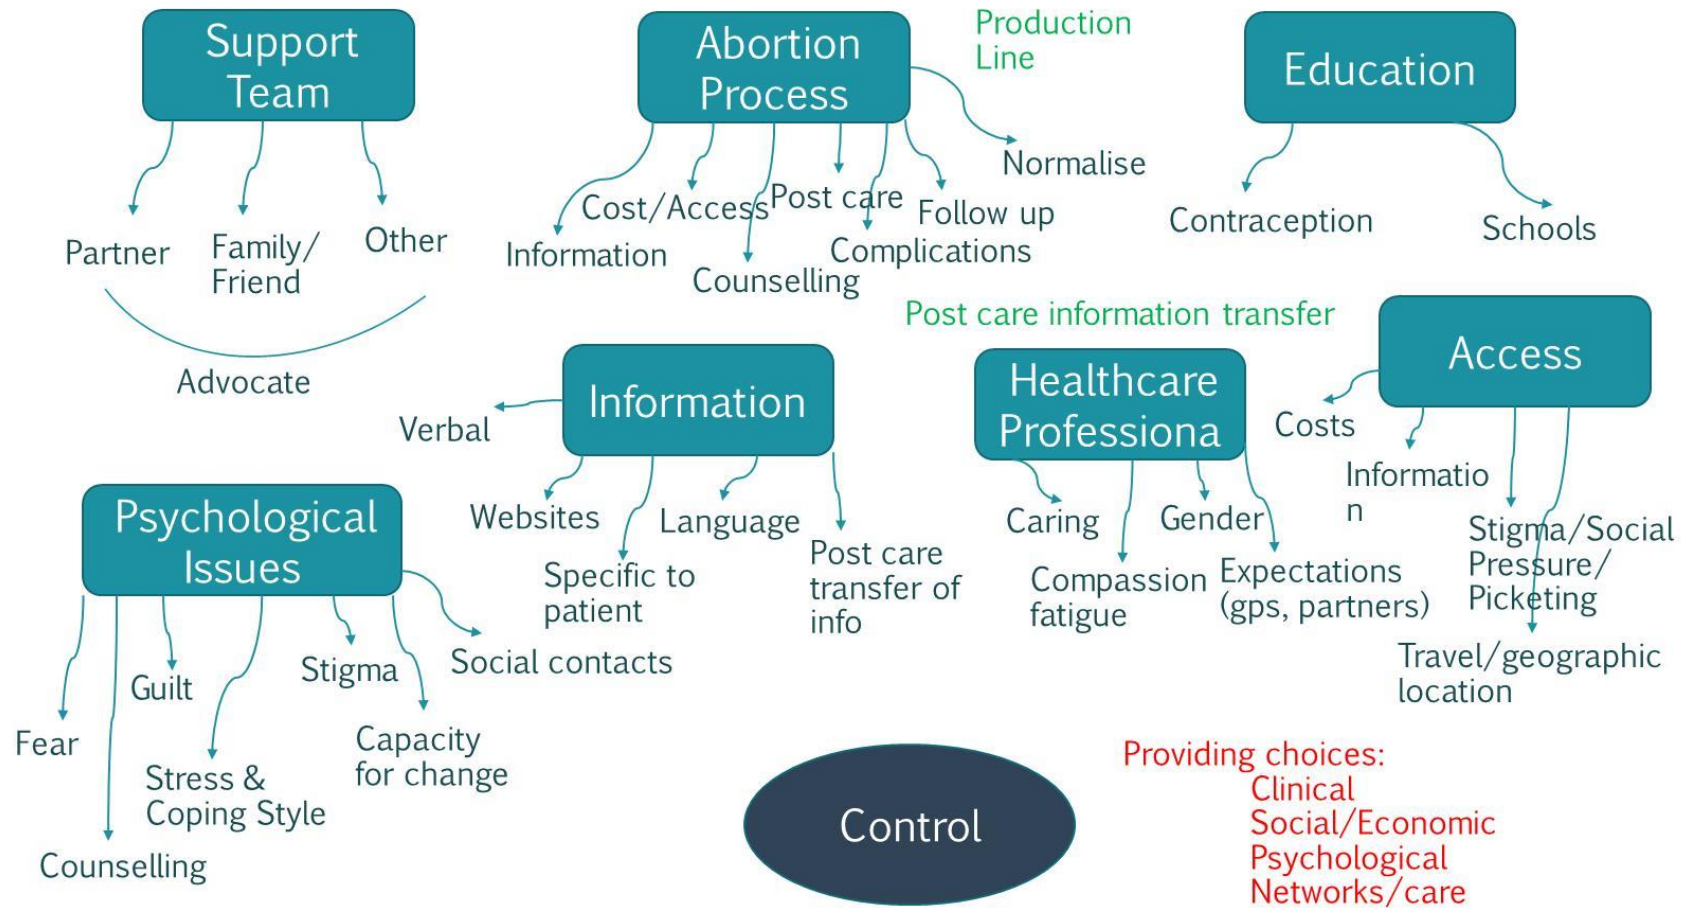 Support
Team
Partner
Family/
Friend
Other
Advocate
Abortion
Process
Production
Line
Normalise
Cost/Access
Post care
Follow up
Information
Complications
Counselling
Education
Contraception
Schools
Post care information transfer
Information
Verbal
Websites
Language
Specific to
patient
Post care
transfer of
info
Healthcare
Professiona
Caring
Gender
Compassion
fatigue
Expectations
(gps, partners)
Access
Costs
Informatio
n
Stigma/Social
Pressure/
Picketing
Travel/geographic
location
Psychological
Issues
Social contacts
Stigma
Guilt
Fear
Capacity
for change
Stress &
Coping Style
Counselling
Control
Providing choices:
Clinical
Social/Economic
Psychological
Networks/care